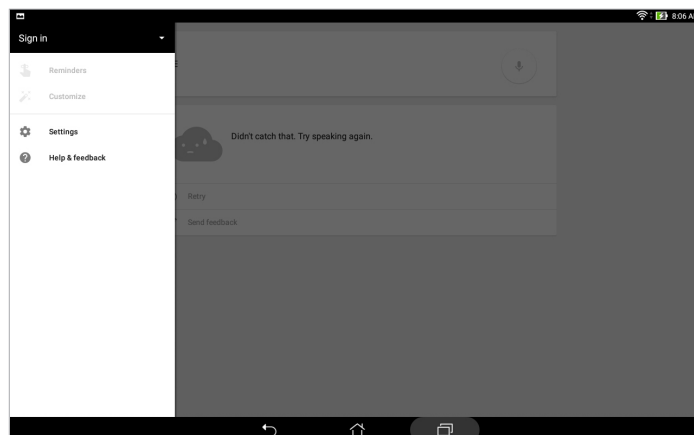 8:06 A
Sign in
Reminders
Customize
Settings
Help & feedback
E
Didn't catch that. Try speaking again.
Retry
Send feedback